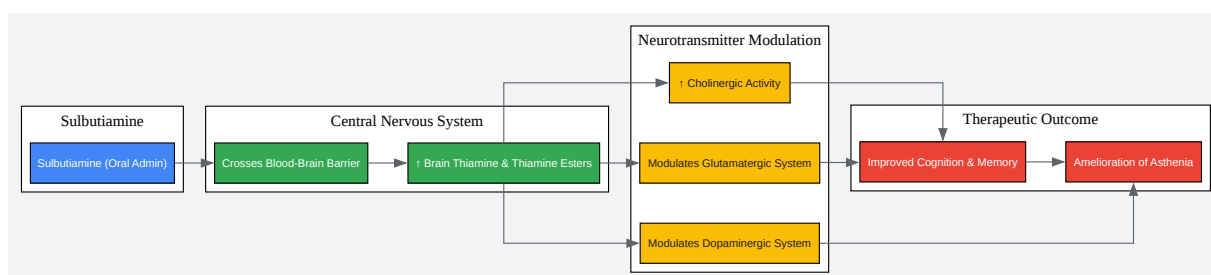 Sulbutiamine
Sulbutiamine (Oral Admin)
Central Nervous System
Crosses Blood-Brain Barrier
↑ Brain Thiamine & Thiamine Esters
Neurotransmitter Modulation
↑ Cholinergic Activity
Modulates Glutamatergic System
Modulates Dopaminergic System
Therapeutic Outcome
Improved Cognition & Memory
Amelioration of Asthenia